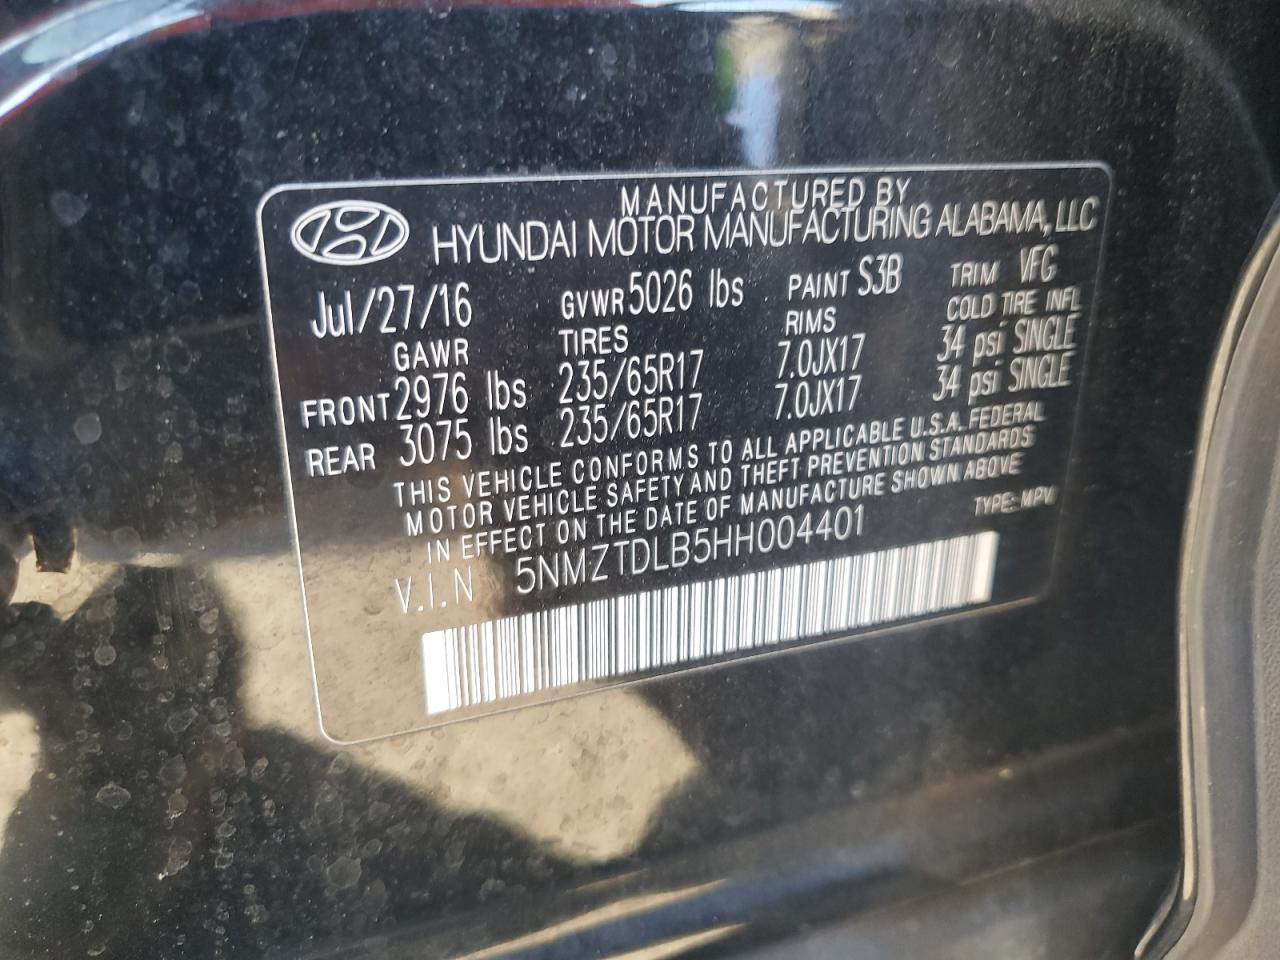 MANUFACTURED BY
HYUNDAI MOTOR MANUFACTURING ALABAMA, LLC
Jul/27/16 GVWR 5026 lbs PAINT S3B TRIM VFG
GAWR TIRES RIMS COLD TIRE INFL
FRONT 2976 lbs 235/65R17 7.0JX17 34 psi SINGLE
REAR 3075 lbs 235/65R17 7.0JX17 34 psi SINGLE
THIS VEHICLE CONFORMS TO ALL APPLICABLE U.S.A. FEDERAL
MOTOR VEHICLE SAFETY AND THEFT PREVENTION STANDARDS
IN EFFECT ON THE DATE OF MANUFACTURE SHOWN ABOVE
V.I.N 5NMZTDLB5HH004401 TYPE: MPV